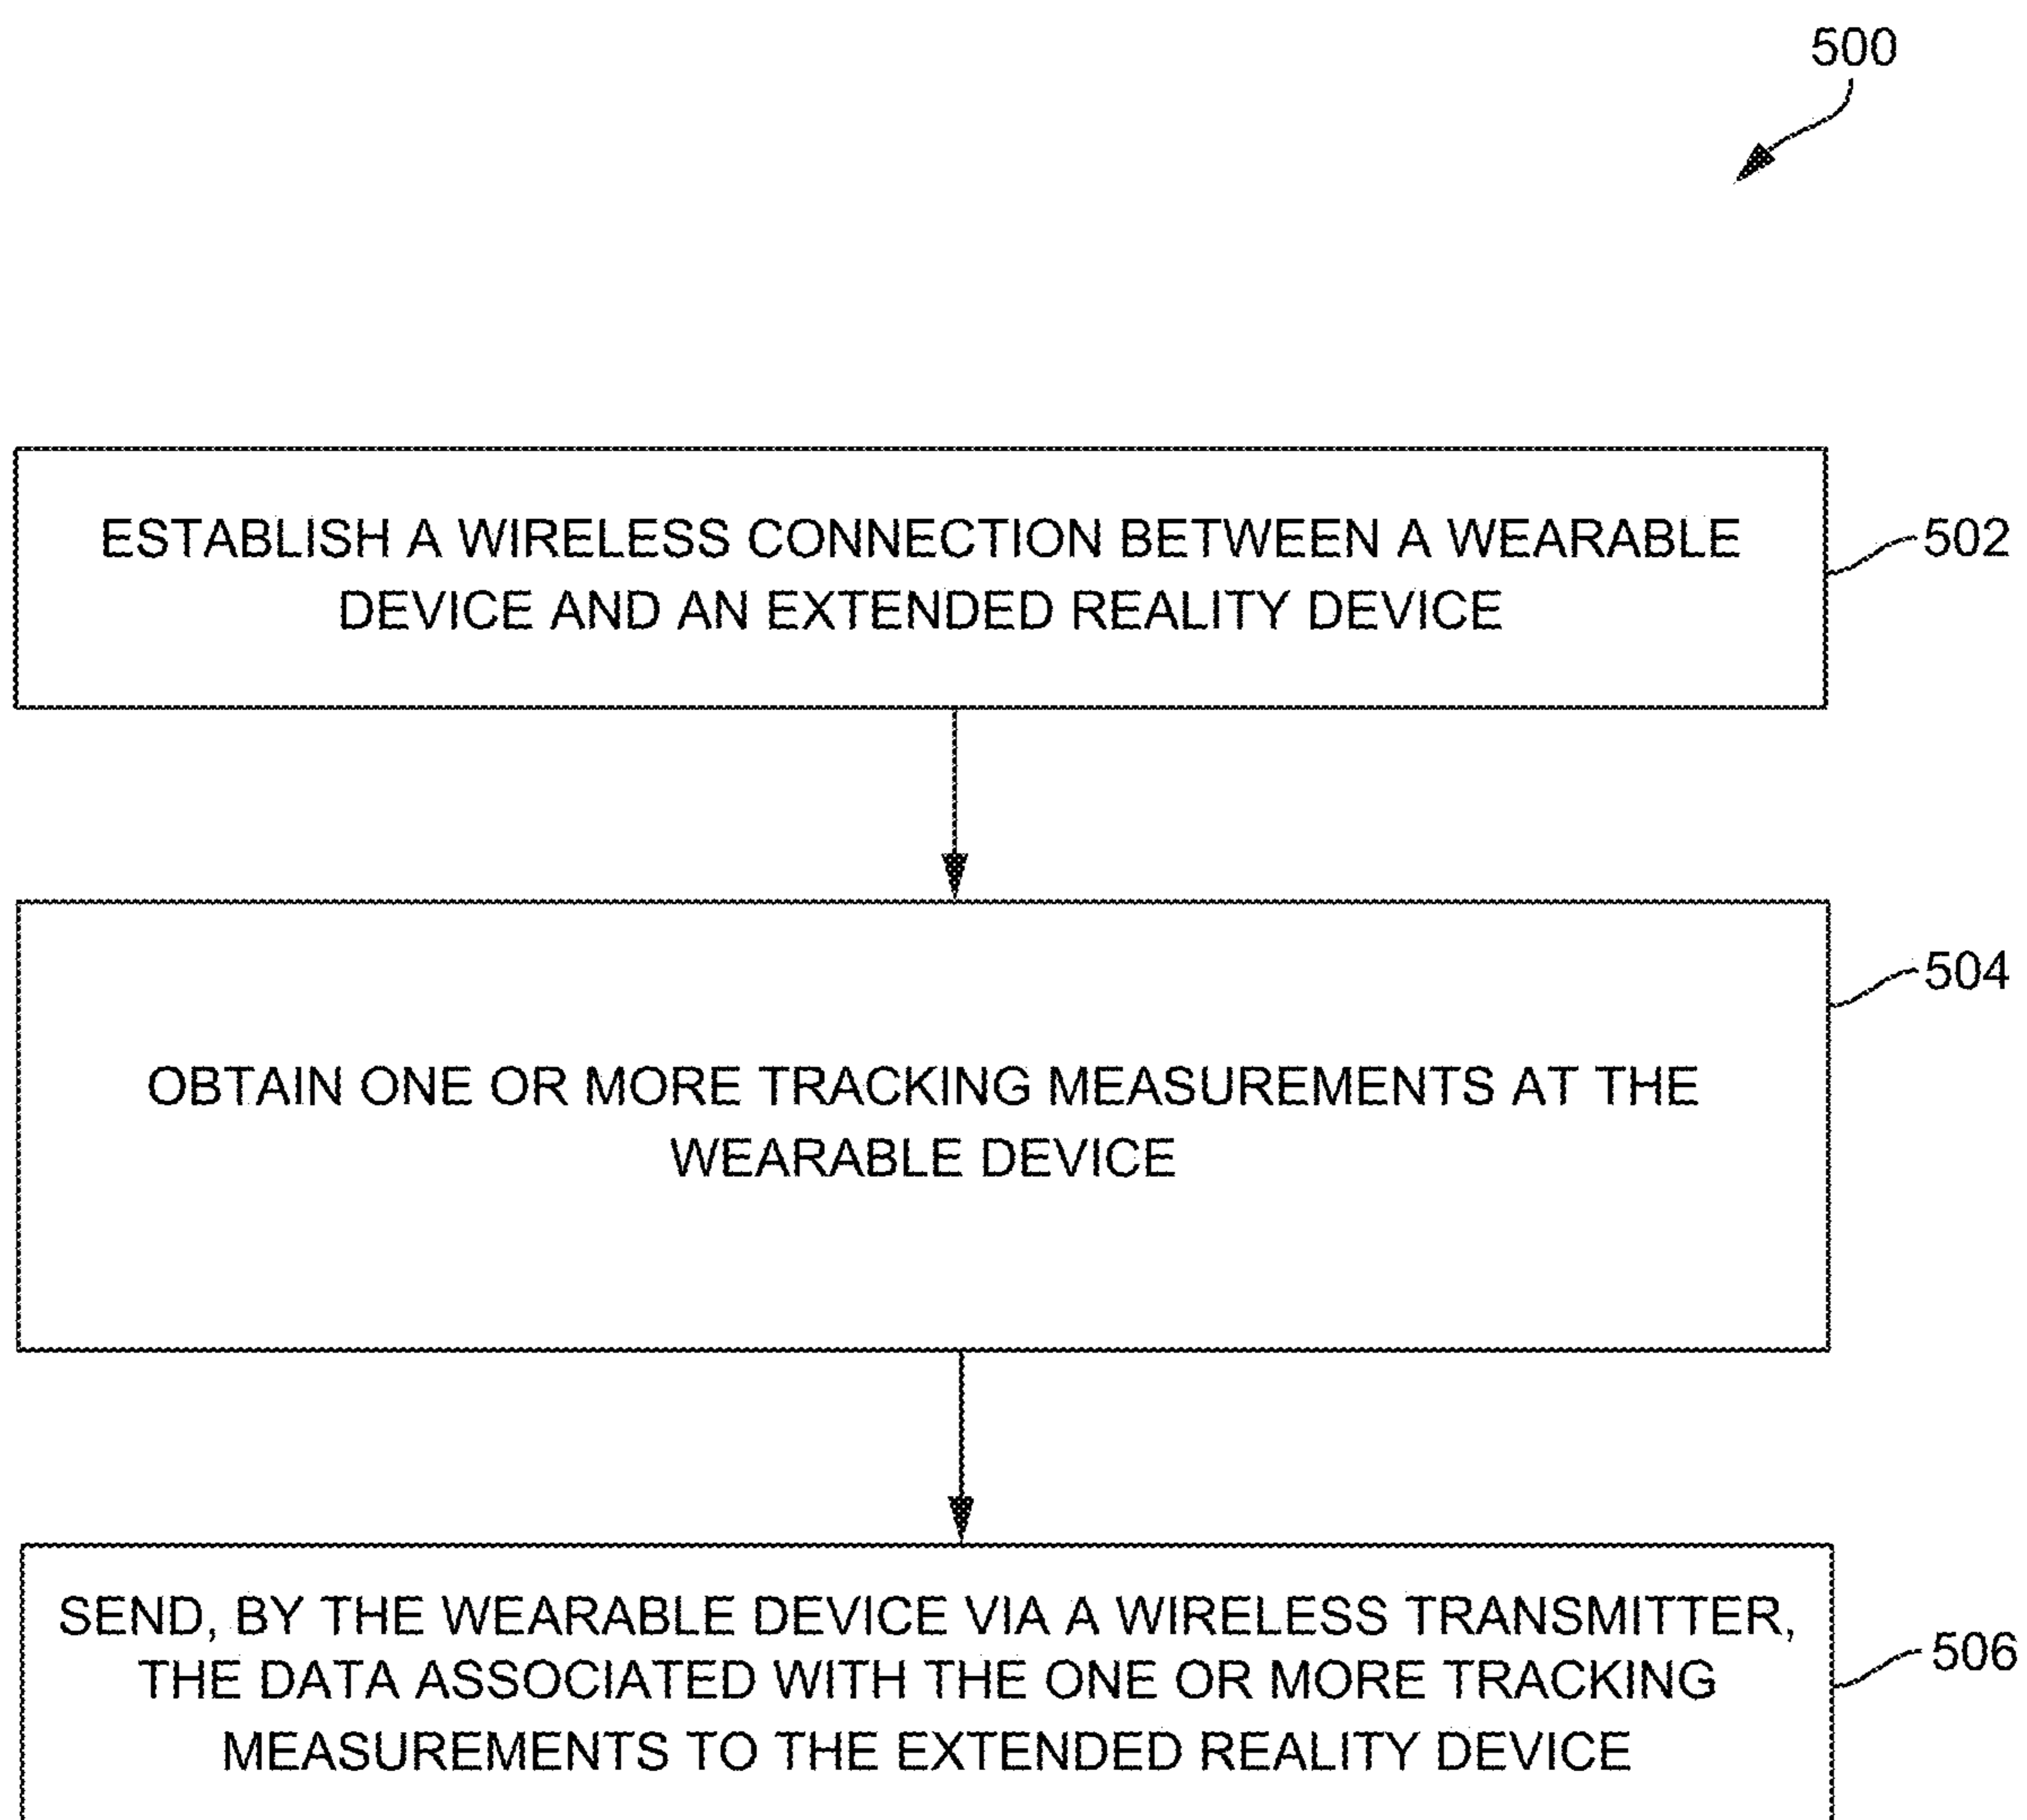 500
ESTABLISH A WIRELESS CONNECTION BETWEEN A WEARABLE
DEVICE AND AN EXTENDED REALITY DEVICE
502
504
OBTAIN ONE OR MORE TRACKING MEASUREMENTS AT THE
WEARABLE DEVICE
SEND, BY THE WEARABLE DEVICE VIA A WIRELESS TRANSMITTER,
THE DATA ASSOCIATED WITH THE ONE OR MORE TRACKING
MEASUREMENTS TO THE EXTENDED REALITY DEVICE
506